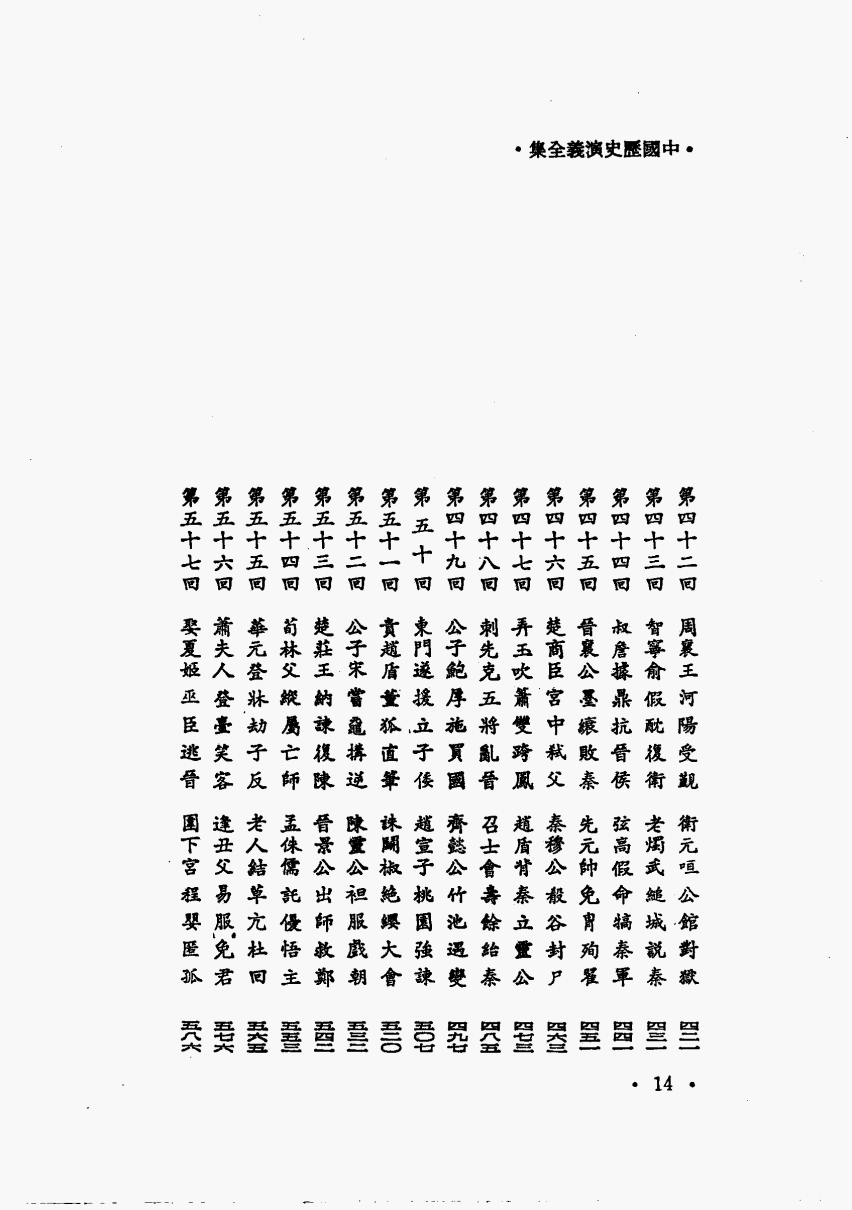 •中國歷史演義全集•
第四十二回 周襄王河陽受覲 衛元咺公館對獄 四二一
第四十三回 智寧俞假酖復衛 老燭武縋城說秦 四三一
第四十四回 叔詹據鼎抗晉侯 弦高假命犒秦軍 四四一
第四十五回 晉襄公墨縗敗秦 先元帥免冑殉翟 四五一
第四十六回 楚商臣宮中弒父 秦穆公殽谷封尸 四六三
第四十七回 弄玉吹簫雙跨鳳 趙盾背秦立靈公 四七三
第四十八回 刺先克五將亂晉 召士會壽餘紿秦 四八五
第四十九回 公子鮑厚施買國 齊懿公竹池遇變 四九七
第五十回 東門遂援立子倭 趙宣子桃園強諫 五〇七
第五十一回 責趙盾董狐直筆 誅鬭椒絕纓大會 五二〇
第五十二回 公子宋嘗黿搆逆 陳靈公袒服戲朝 五三二
第五十三回 楚莊王納諫復陳 晉景公出師救鄭 五四二
第五十四回 荀林父縱屬亡師 孟侏儒託優悟主 五五三
第五十五回 華元登牀劫子反 老人結草亢杜回 五六五
第五十六回 蕭夫人登臺笑客 逢丑父易服免君 五七六
第五十七回 娶夏姬巫臣逃晉 圍下宮程嬰匿孤 五八六
• 14 •